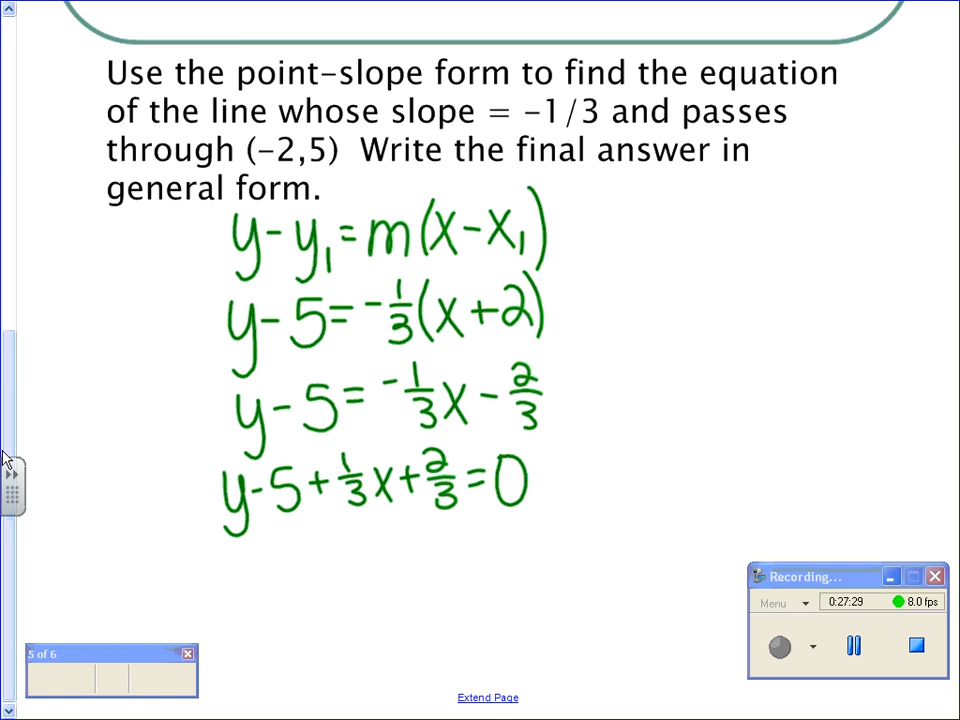 Use the point-slope form to find the equation
of the line whose slope = -1/3 and passes
through (-2,5)  Write the final answer in
general form.
y - y₁ = m(x - x₁)
y - 5 = -1/3(x + 2)
y - 5 = -1/3x - 2/3
y - 5 + 1/3x + 2/3 = 0
Recording...
Menu
0:27:29
8.0 fps
5 of 6
Extend Page